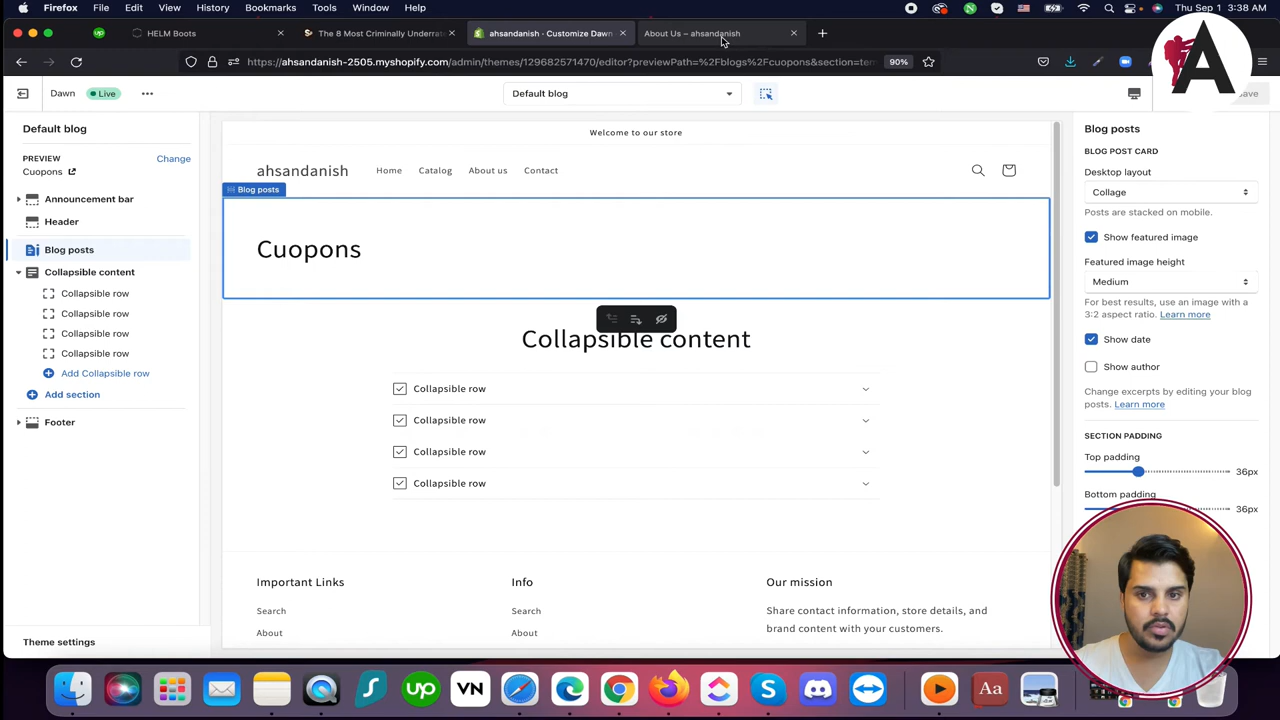 Firefox File Edit View History Bookmarks Tools Window Help Thu Jan 5 3:38 AM
HELM Boots
The 8 Most Criminally Underrat
ahsandanish · Customize Dawn
About Us – ahsandanish
https://ahsandanish-2505.myshopify.com/admin/themes/129682571470/editor?previewPath=%2Fblogs%2Fcuopons&section=tem
90%
Dawn Live
Default blog
Save
Default blog
PREVIEW
Change
Cuopons
Announcement bar
Header
Blog posts
Collapsible content
Collapsible row
Collapsible row
Collapsible row
Collapsible row
Add Collapsible row
Add section
Footer
Theme settings
Welcome to our store
ahsandanish Home Catalog About us Contact
Blog posts
Cuopons
Collapsible content
Collapsible row
Collapsible row
Collapsible row
Collapsible row
Important Links Info Our mission
Search Search Share contact information, store details, and
About About brand content with your customers.
Blog posts
BLOG POST CARD
Desktop layout
Collage
Posts are stacked on mobile.
Show featured image
Featured image height
Medium
For best results, use an image with a
3:2 aspect ratio. Learn more
Show date
Show author
Change excerpts by editing your blog
posts. Learn more
SECTION PADDING
Top padding
36px
Bottom padding
36px
up VN Aa